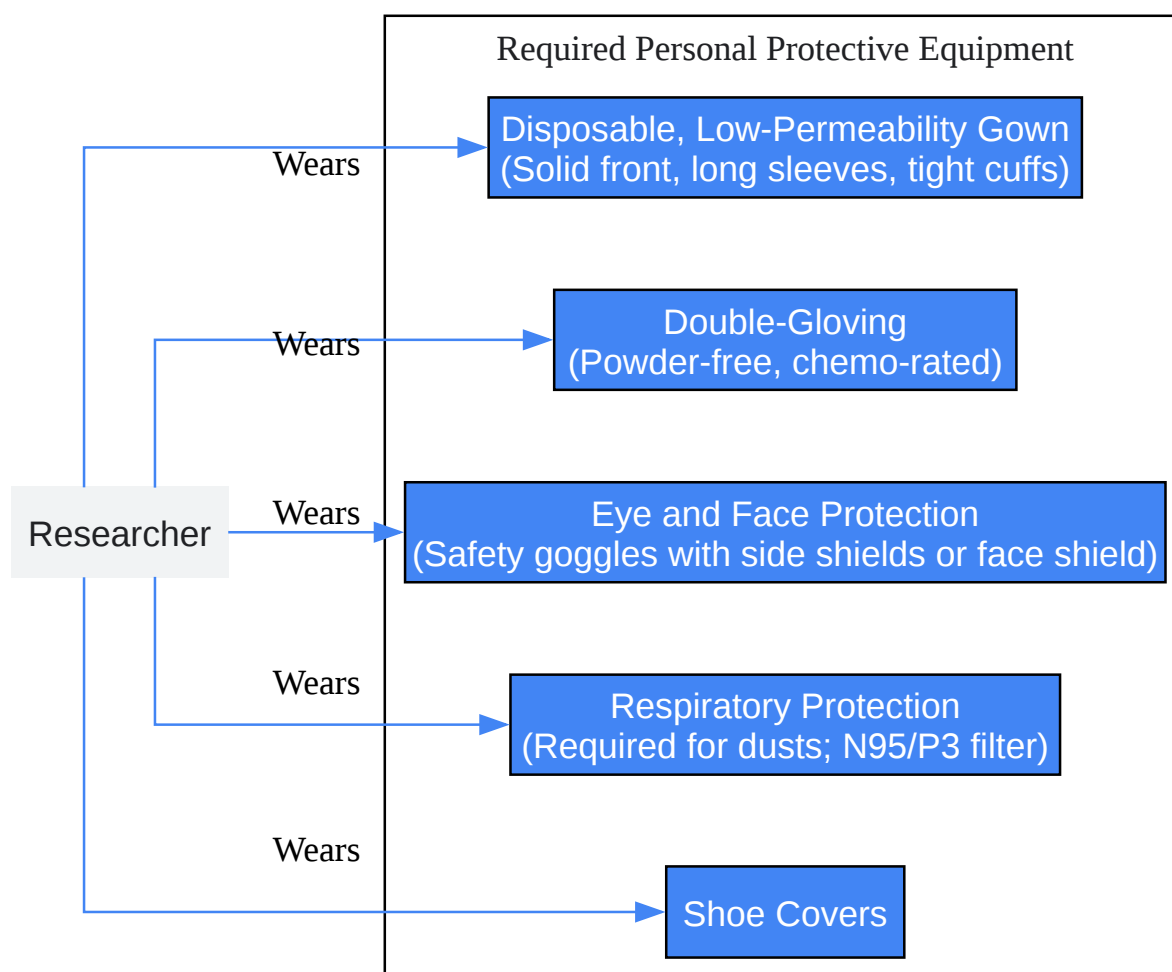 Required Personal Protective Equipment
Disposable, Low-Permeability Gown
(Solid front, long sleeves, tight cuffs)
Wears
Double-Gloving
(Powder-free, chemo-rated)
Wears
Researcher
Wears
Eye and Face Protection
(Safety goggles with side shields or face shield)
Wears
Respiratory Protection
(Required for dusts; N95/P3 filter)
Wears
Shoe Covers